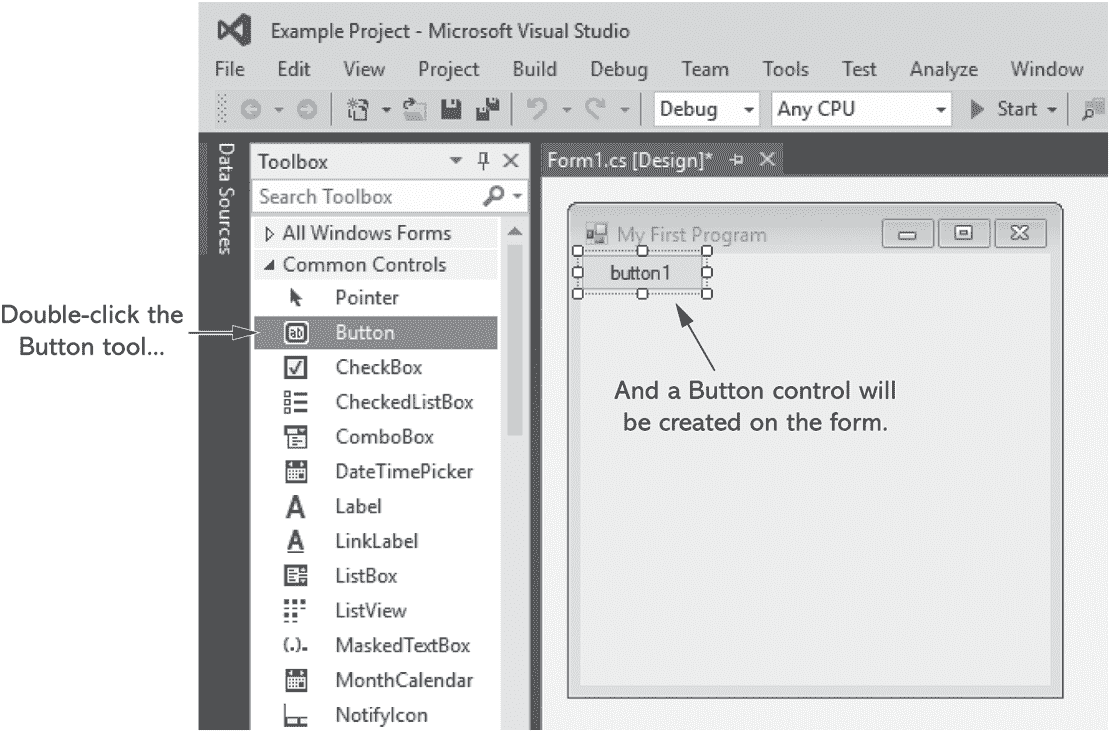 Example Project - Microsoft Visual Studio
File Edit View Project Build Debug Team Tools Test Analyze Window
Debug Any CPU Start
Data Sources
Toolbox
Form1.cs [Design]*
Search Toolbox
All Windows Forms
My First Program
Common Controls
button1
Pointer
Double-click the
Button tool...
Button
CheckBox
And a Button control will
be created on the form.
CheckedListBox
ComboBox
DateTimePicker
A Label
A LinkLabel
ListBox
ListView
(.). MaskedTextBox
MonthCalendar
NotifyIcon